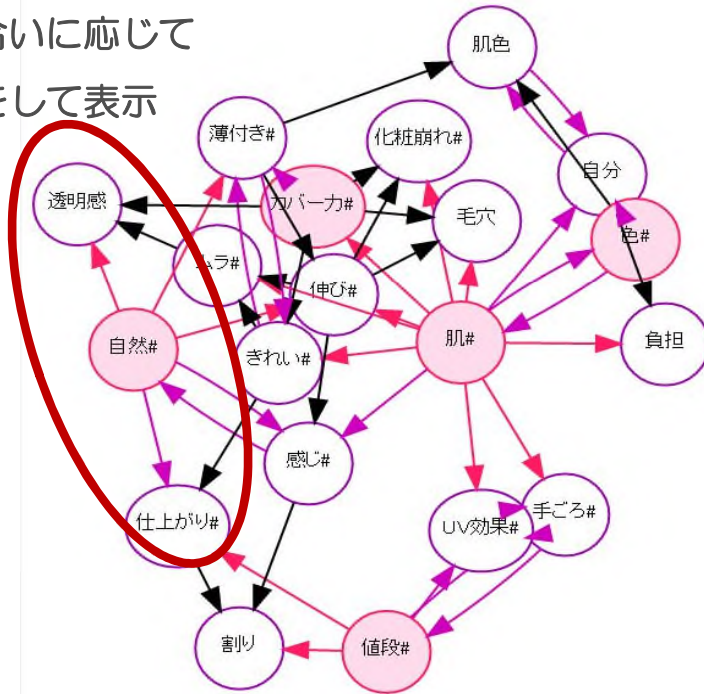 合いに応じて
をして表示
肌色
薄付き#
化粧崩れ#
自分
透明感
カバー力#
毛穴
色#
ムラ#
伸び#
自然#
きれい#
肌#
負担
感じ#
仕上がり#
UV効果#
手ごろ#
割り
値段#